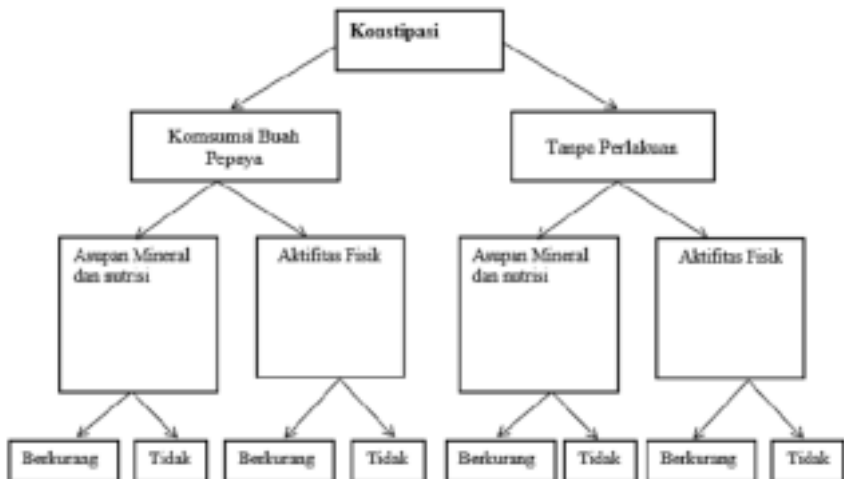 Konstipasi
Komsumsi Buah
Pepaya
Tanpa Perlakuan
Asupan Mineral
dan nutrisi
Aktifitas Fisik
Asupan Mineral
dan nutrisi
Aktifitas Fisik
Berkurang
Tidak
Berkurang
Tidak
Berkurang
Tidak
Berkurang
Tidak